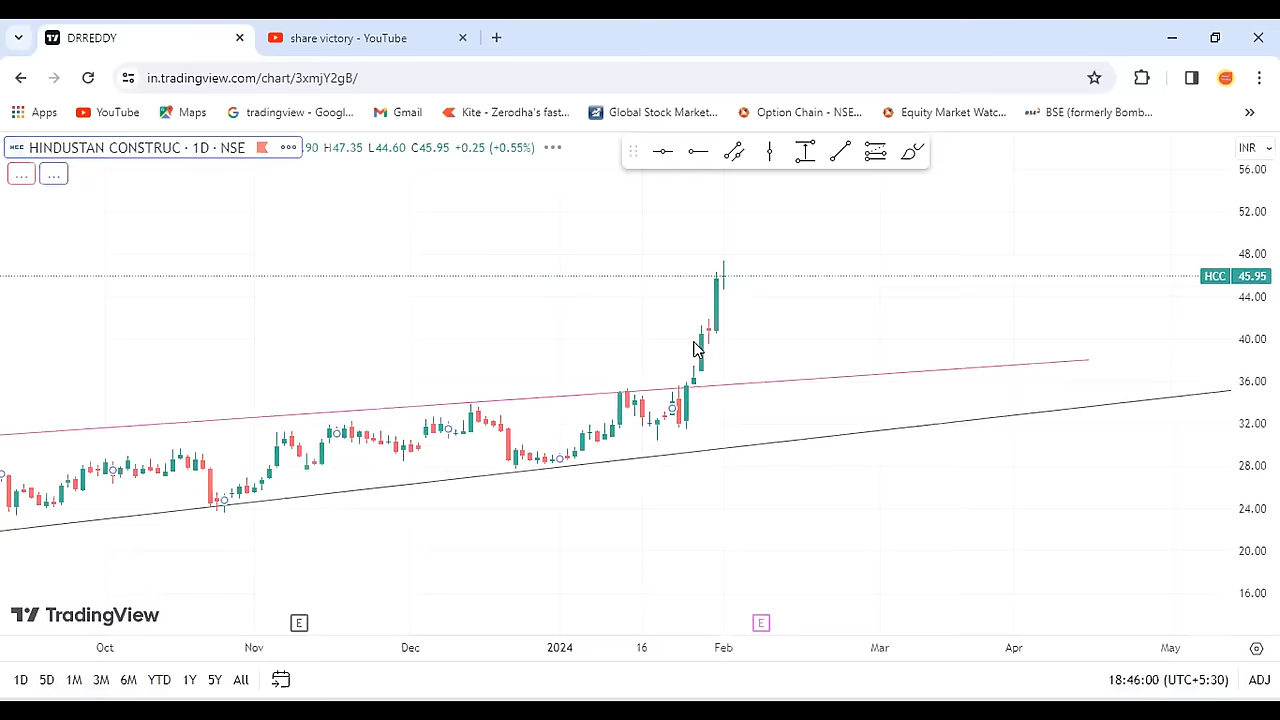 DRREDDY
share victory - YouTube
in.tradingview.com/chart/3xmjY2gB/
Apps YouTube Maps tradingview - Googl... Gmail Kite - Zerodha's fast... Global Stock Market... Option Chain - NSE... Equity Market Watc... BSE (formerly Bomb...
HCC HINDUSTAN CONSTRUC · 1D · NSE 90 H47.35 L44.60 C45.95 +0.25 (+0.55%)
INR
... ...
56.00
52.00
48.00
HCC 45.95
44.00
40.00
36.00
32.00
28.00
24.00
20.00
16.00
TradingView
E E
Oct Nov Dec 2024 16 Feb Mar Apr May
1D 5D 1M 3M 6M YTD 1Y 5Y All 18:46:00 (UTC+5:30) ADJ